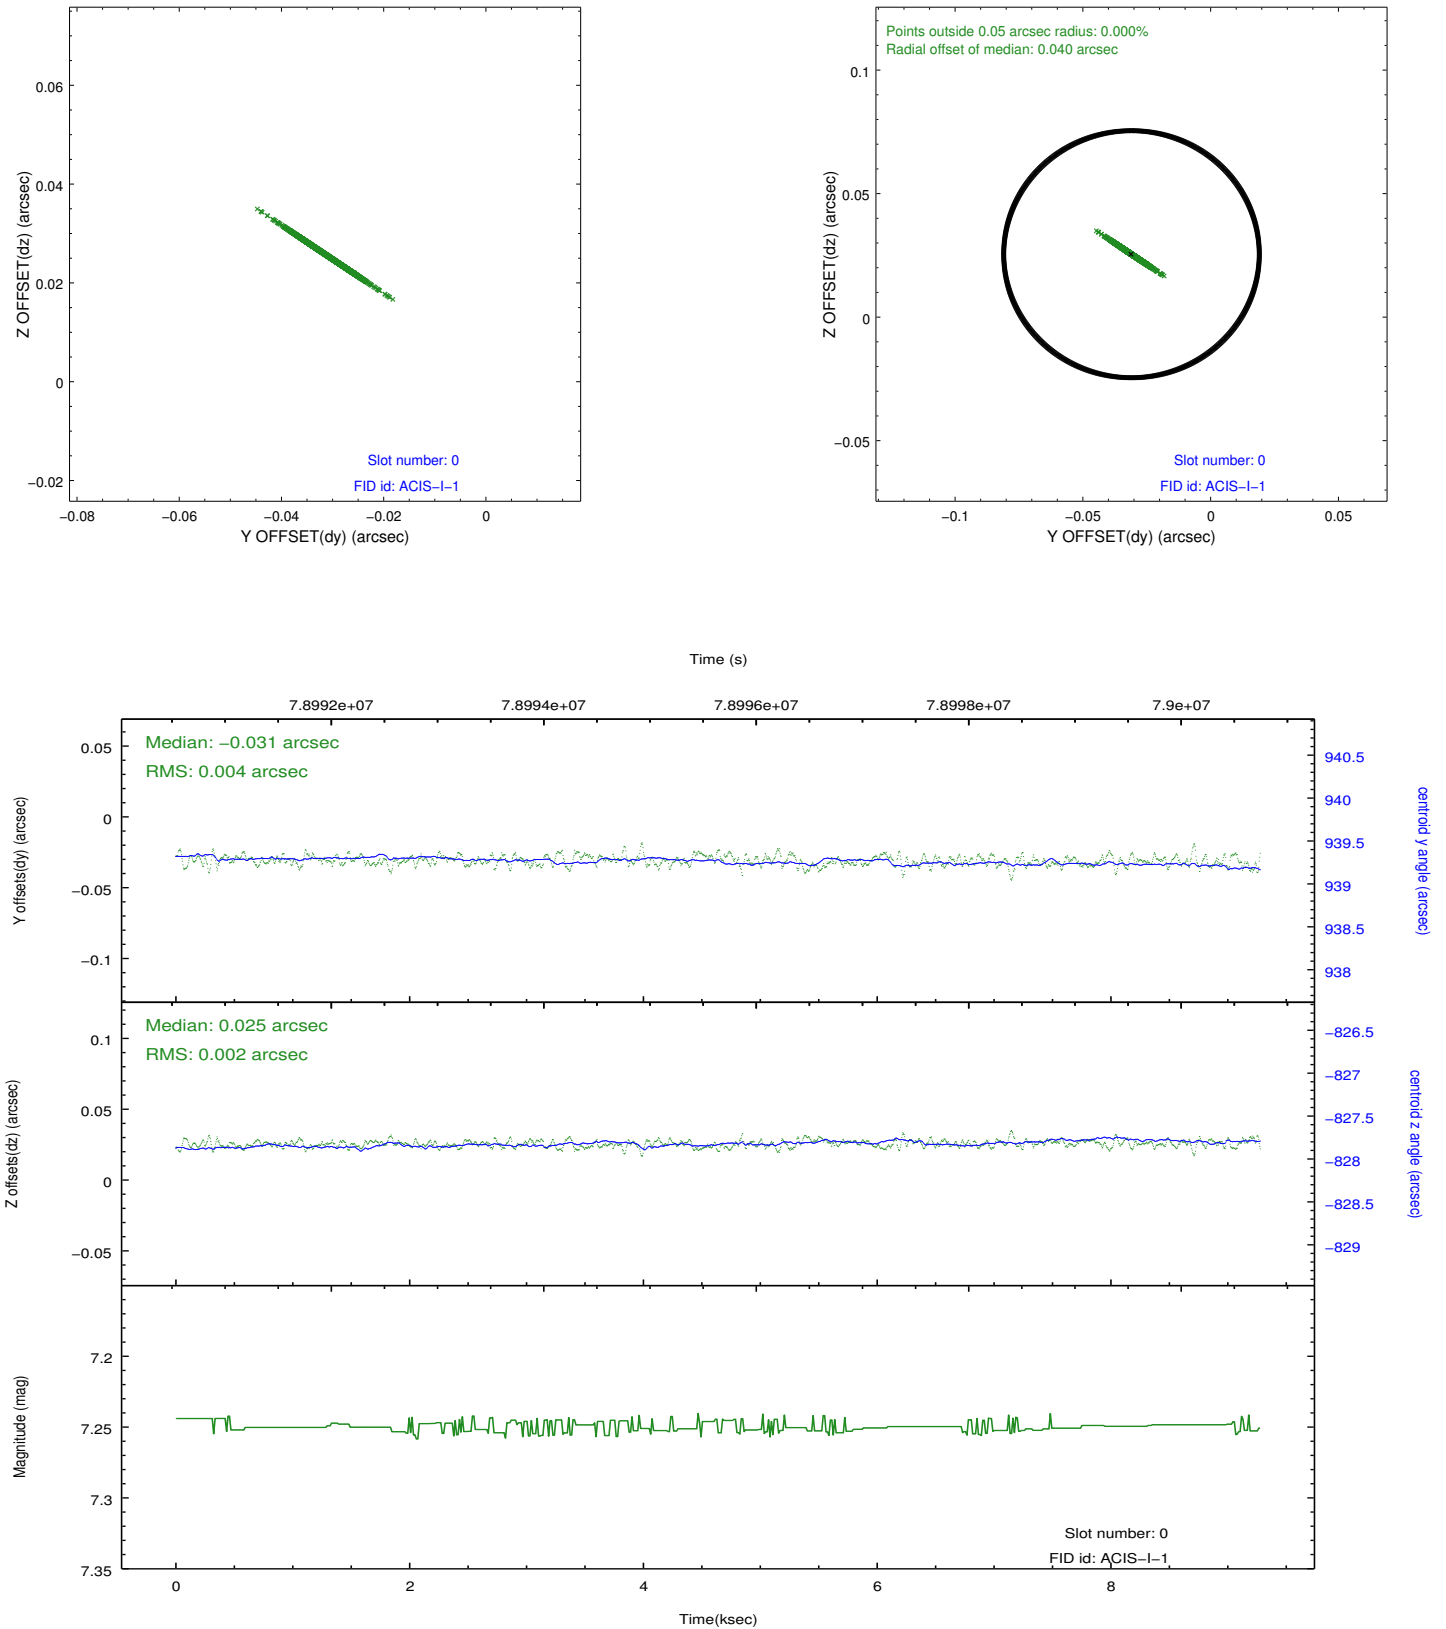 0.06
0.04
0.02
0
−0.02
Z OFFSET(dz) (arcsec)
Slot number: 0
FID id: ACIS−I−1
−0.08 −0.06 −0.04 −0.02 0
Y OFFSET(dy) (arcsec)
Points outside 0.05 arcsec radius: 0.000%
Radial offset of median: 0.040 arcsec
0.1
0.05
0
−0.05
Z OFFSET(dz) (arcsec)
Slot number: 0
FID id: ACIS−I−1
−0.1 −0.05 0 0.05
Y OFFSET(dy) (arcsec)
Time (s)
7.8992e+07 7.8994e+07 7.8996e+07 7.8998e+07 7.9e+07
Median: −0.031 arcsec
RMS: 0.004 arcsec
0.05
0
−0.05
−0.1
Y offsets(dy) (arcsec)
940.5
940
939.5
939
938.5
938
centroid y angle (arcsec)
Median: 0.025 arcsec
RMS: 0.002 arcsec
0.1
0.05
0
−0.05
Z offsets(dz) (arcsec)
−826.5
−827
−827.5
−828
−828.5
−829
centroid z angle (arcsec)
7.2
7.25
7.3
7.35
Magnitude (mag)
Slot number: 0
FID id: ACIS−I−1
0 2 4 6 8
Time(ksec)